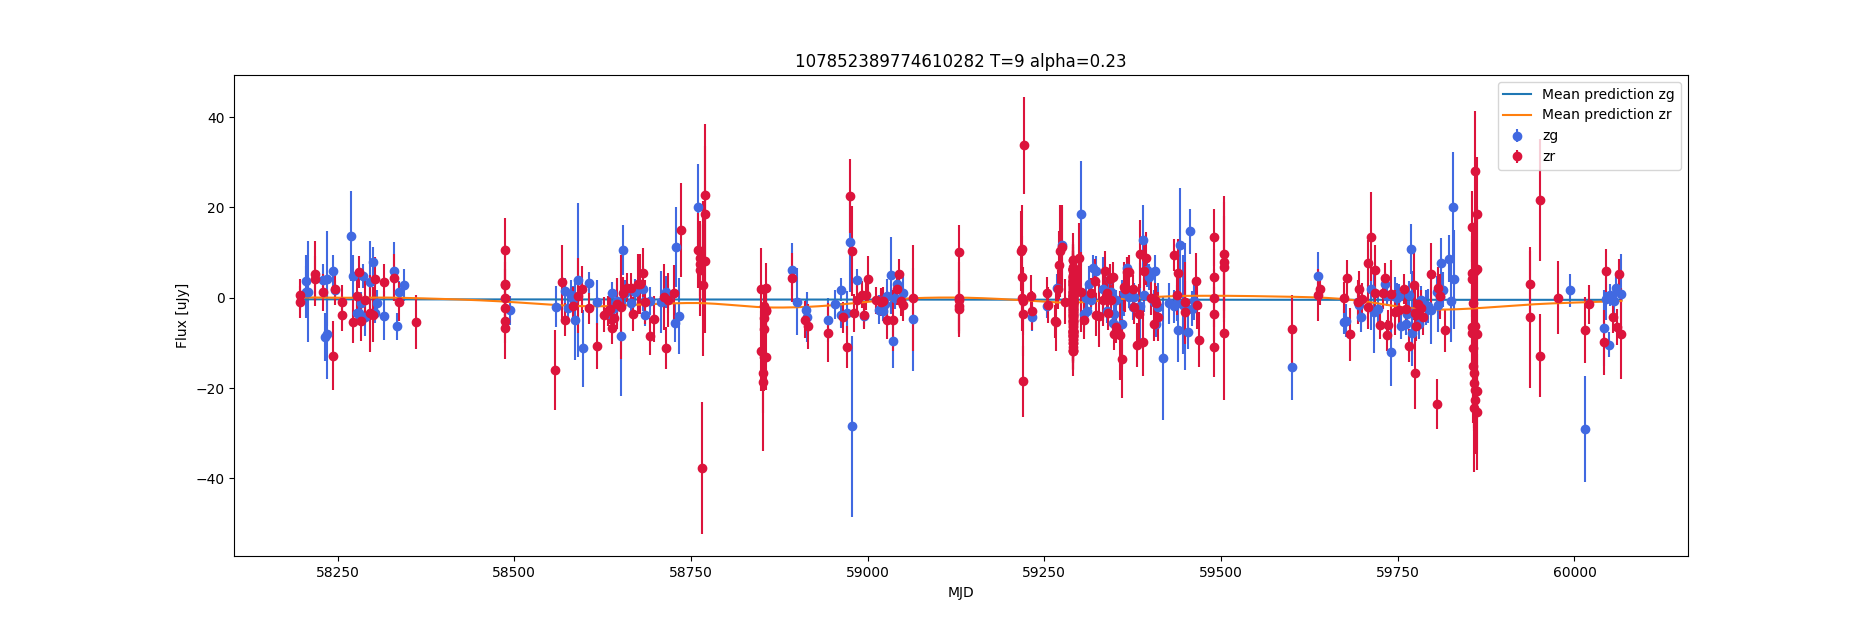 107852389774610282 T=9 alpha=0.23
Mean prediction zg
Mean prediction zr
zg
zr
40
20
0
−20
−40
Flux [uJy]
58250 58500 58750 59000 59250 59500 59750 60000
MJD